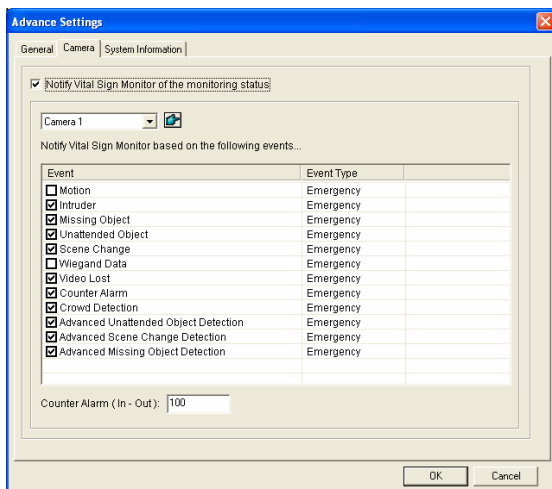 Advance Settings
General Camera System Information
Notify Vital Sign Monitor of the monitoring status
Camera 1
Notify Vital Sign Monitor based on the following events...
Event Event Type
Motion Emergency
Intruder Emergency
Missing Object Emergency
Unattended Object Emergency
Scene Change Emergency
Wiegand Data Emergency
Video Lost Emergency
Counter Alarm Emergency
Crowd Detection Emergency
Advanced Unattended Object Detection Emergency
Advanced Scene Change Detection Emergency
Advanced Missing Object Detection Emergency
Counter Alarm ( In - Out ): 100
OK Cancel